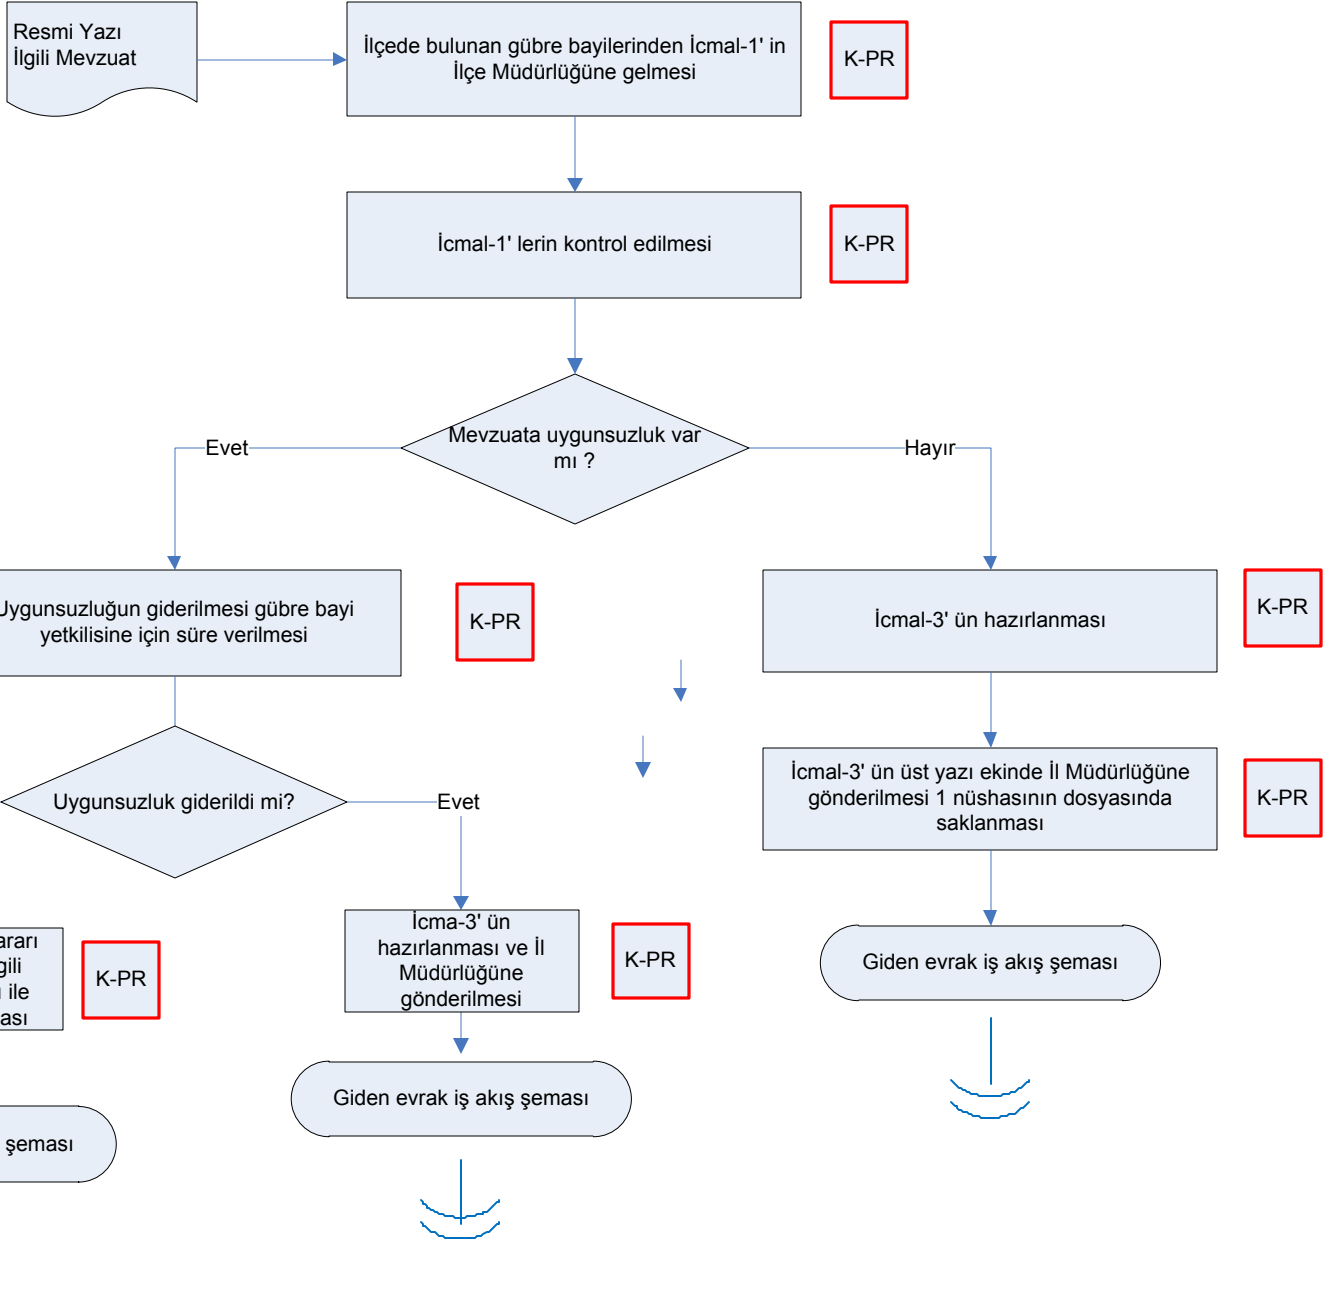 Resmi Yazı
İlgili Mevzuat
İlçede bulunan gübre bayilerinden İcmal-1' in
İlçe Müdürlüğüne gelmesi
K-PR
İcmal-1' lerin kontrol edilmesi
K-PR
Mevzuata uygunsuzluk var
mı ?
Evet
Hayır
Uygunsuzluğun giderilmesi gübre bayi
yetkilisine için süre verilmesi
K-PR
İcmal-3' ün hazırlanması
K-PR
Uygunsuzluk giderildi mi?
Evet
İcmal-3' ün üst yazı ekinde İl Müdürlüğüne
gönderilmesi 1 nüshasının dosyasında
saklanması
K-PR
ile
K-PR
İcma-3' ün
hazırlanması ve İl
Müdürlüğüne
gönderilmesi
K-PR
Giden evrak iş akış şeması
Giden evrak iş akış şeması
şeması